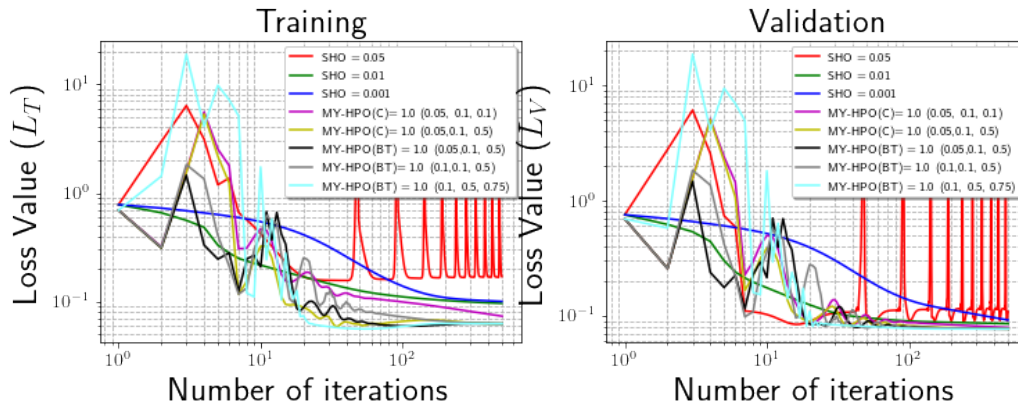 Training
Loss Value (L_T)
10^1
10^0
10^-1
SHO = 0.05
SHO = 0.01
SHO = 0.001
MY-HPO(C)= 1.0 (0.05, 0.1, 0.1)
MY-HPO(C)= 1.0 (0.05,0.1, 0.5)
MY-HPO(BT)= 1.0 (0.05,0.1, 0.5)
MY-HPO(BT)= 1.0 (0.1,0.1, 0.5)
MY-HPO(BT) = 1.0 (0.1, 0.5, 0.75)
10^0 10^1 10^2
Number of iterations
Validation
Loss Value (L_V)
10^1
10^0
10^-1
SHO = 0.05
SHO = 0.01
SHO = 0.001
MY-HPO(C)= 1.0 (0.05, 0.1, 0.1)
MY-HPO(C)= 1.0 (0.05,0.1, 0.5)
MY-HPO(BT)= 1.0 (0.05,0.1, 0.5)
MY-HPO(BT)= 1.0 (0.1,0.1, 0.5)
MY-HPO(BT) = 1.0 (0.1, 0.5, 0.75)
10^0 10^1 10^2
Number of iterations